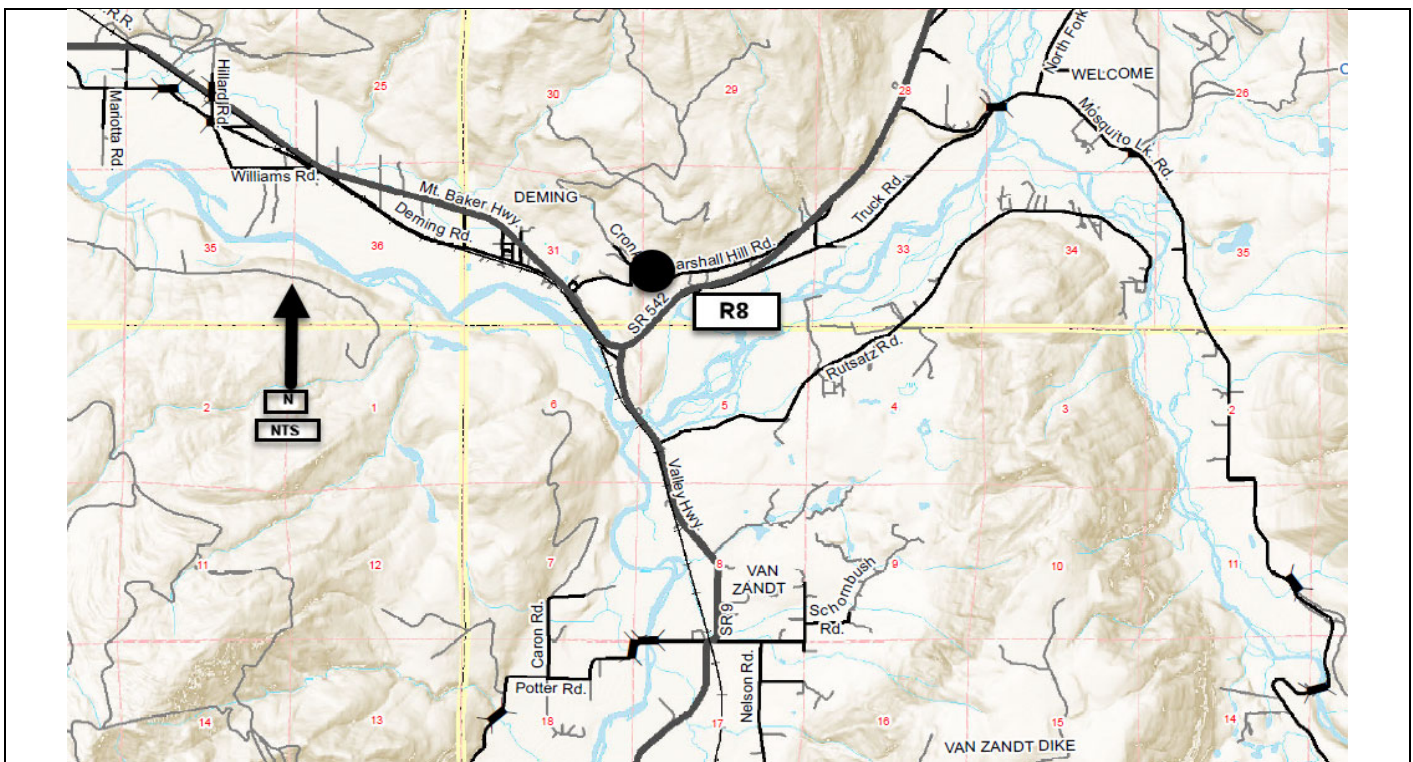 .R.R.
Hillard Rd.
Mariotta Rd.
25
30
29
28
26
North Fork
WELCOME
Mosquito Lk. Rd.
Williams Rd.
Mt. Baker Hwy.
Deming Rd.
DEMING
Truck Rd.
Cron
arshall Hill Rd.
35
36
31
33
34
35
SR 542
R8
N
NTS
Rutsatz Rd.
2
1
6
5
4
3
2
Valley Hwy.
11
12
7
8
VAN
ZANDT
9
10
11
Schornbush
Rd.
SR 9
Caron Rd.
Potter Rd.
Nelson Rd.
14
13
18
17
16
15
14
VAN ZANDT DIKE